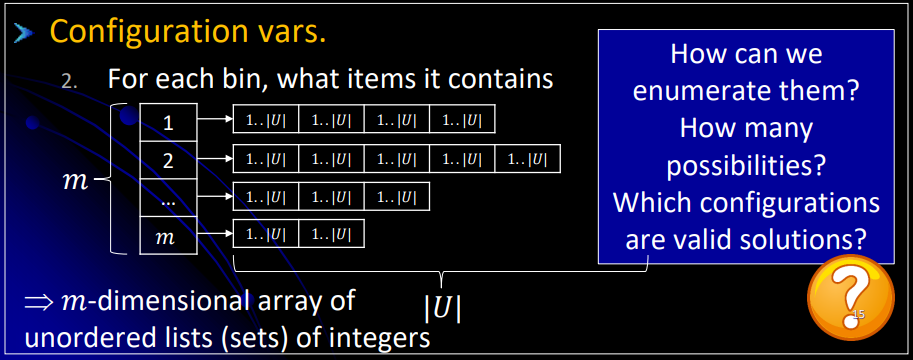 Configuration vars.
2. For each bin, what items it contains
1 1..|U| 1..|U| 1..|U| 1..|U|
2 1..|U| 1..|U| 1..|U| 1..|U| 1..|U|
m
... 1..|U| 1..|U| 1..|U|
m 1..|U| 1..|U|
|U|
⇒ m-dimensional array of
unordered lists (sets) of integers
How can we
enumerate them?
How many
possibilities?
Which configurations
are valid solutions?
?
15